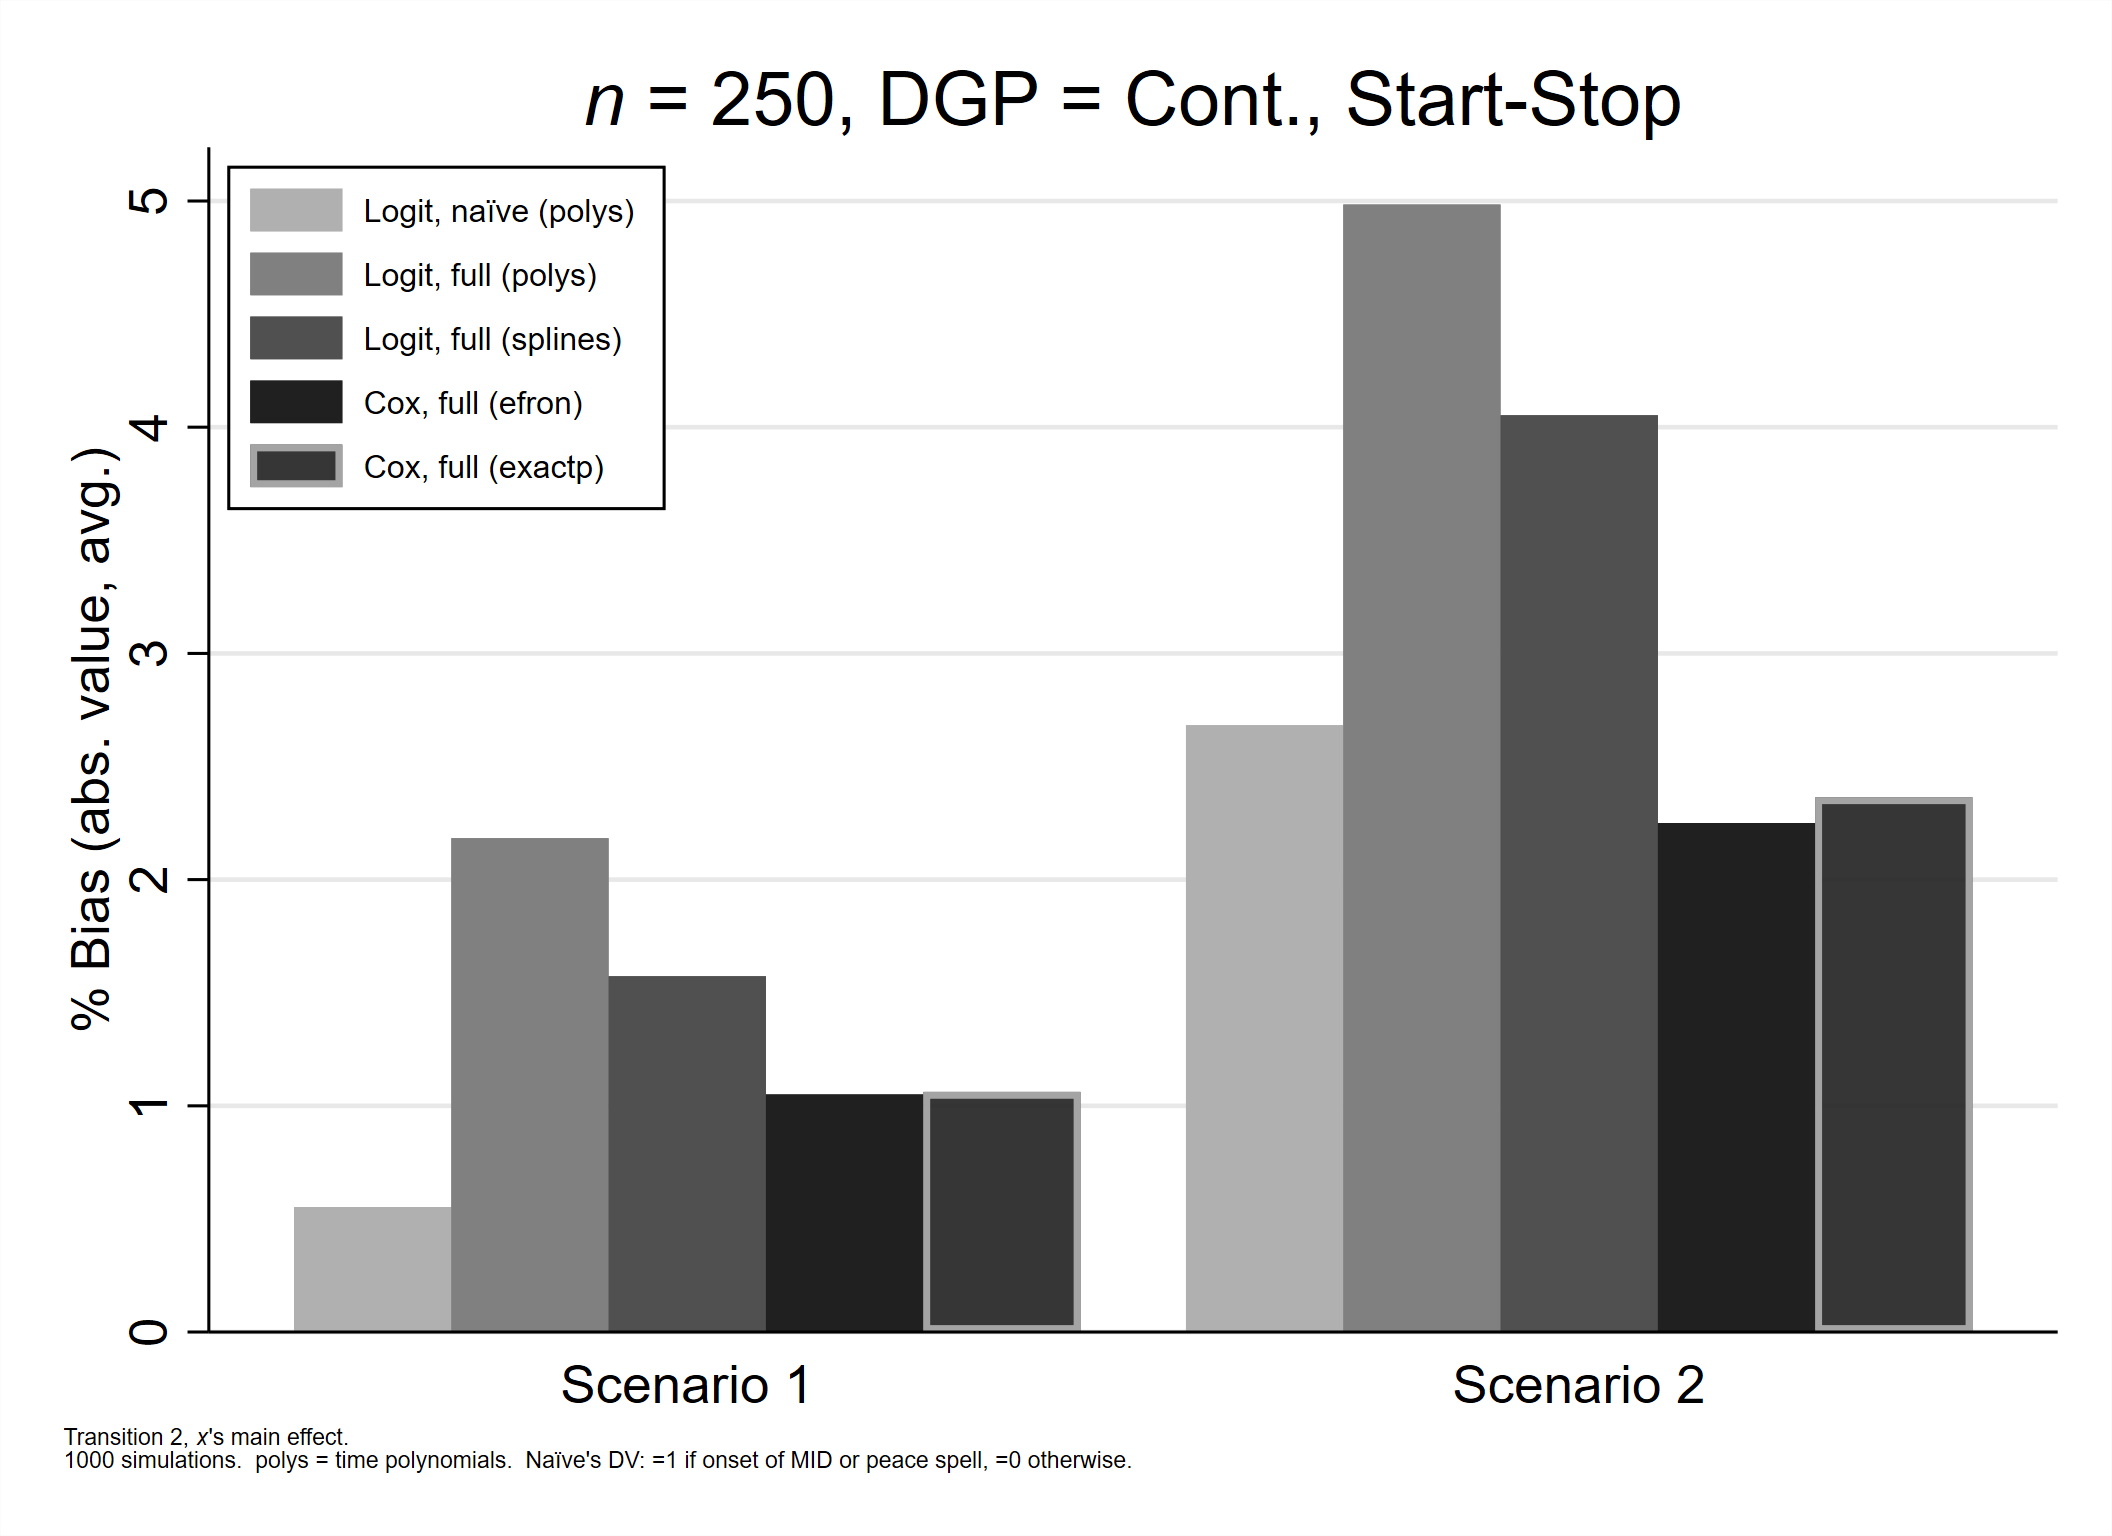 n = 250, DGP = Cont., Start-Stop
% Bias (abs. value, avg.)
5
4
3
2
1
0
Logit, naïve (polys)
Logit, full (polys)
Logit, full (splines)
Cox, full (efron)
Cox, full (exactp)
Scenario 1
Scenario 2
Transition 2, x's main effect.
1000 simulations.  polys = time polynomials.  Naïve's DV: =1 if onset of MID or peace spell, =0 otherwise.